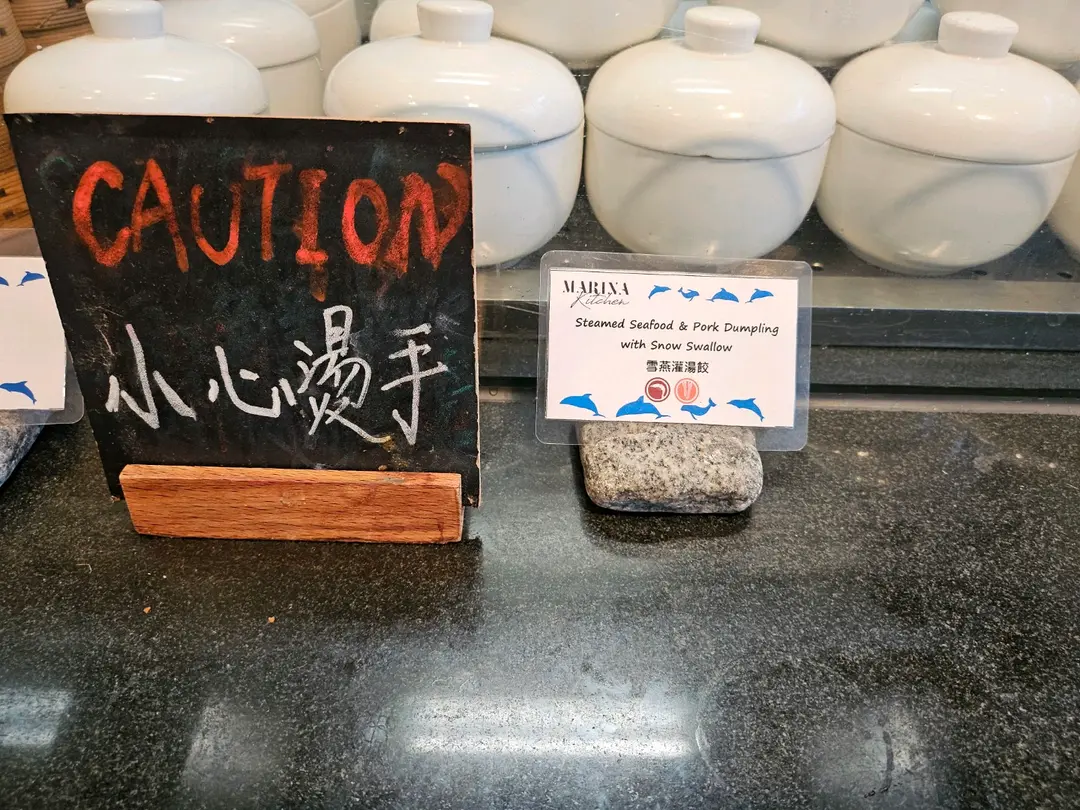 CAUTION
小心燙手
MARINA
Kitchen
Steamed Seafood & Pork Dumpling
with Snow Swallow
雪燕灌湯餃